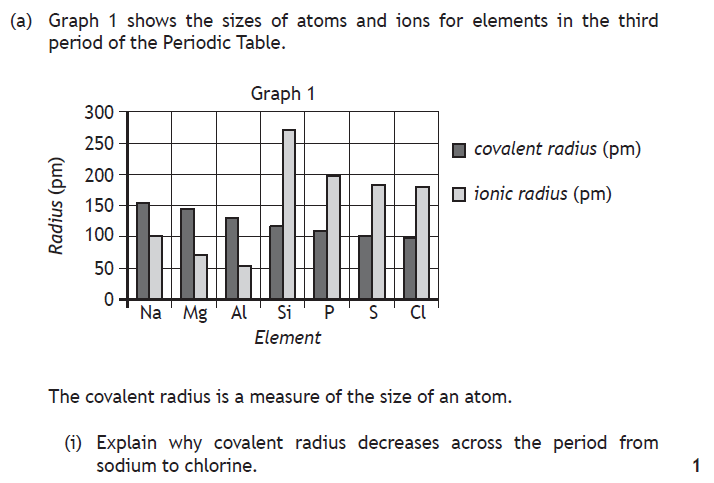 (a) Graph 1 shows the sizes of atoms and ions for elements in the third
period of the Periodic Table.
Graph 1
300
250
200
150
100
50
0
Radius (pm)
Na Mg Al Si P S Cl
Element
covalent radius (pm)
ionic radius (pm)
The covalent radius is a measure of the size of an atom.
(i) Explain why covalent radius decreases across the period from
sodium to chlorine.
1